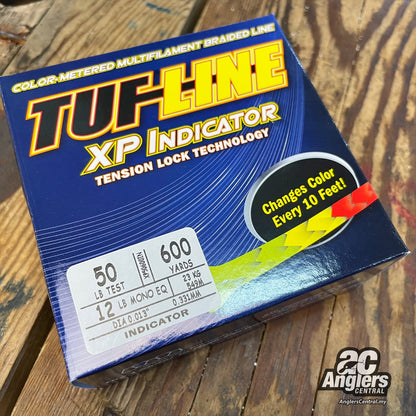 COLOR-METERED MULTIFILAMENT BRAIDED LINE
TUF-LINE
XP INDICATOR
TENSION LOCK TECHNOLOGY
Changes Color
Every 10 Feet!
50
LB TEST
600
YARDS
12 LB MONO EQ
23 KG
549M
DIA 0.013"
0.331MM
INDICATOR
Anglers
CENTRAL
AnglersCentral.my